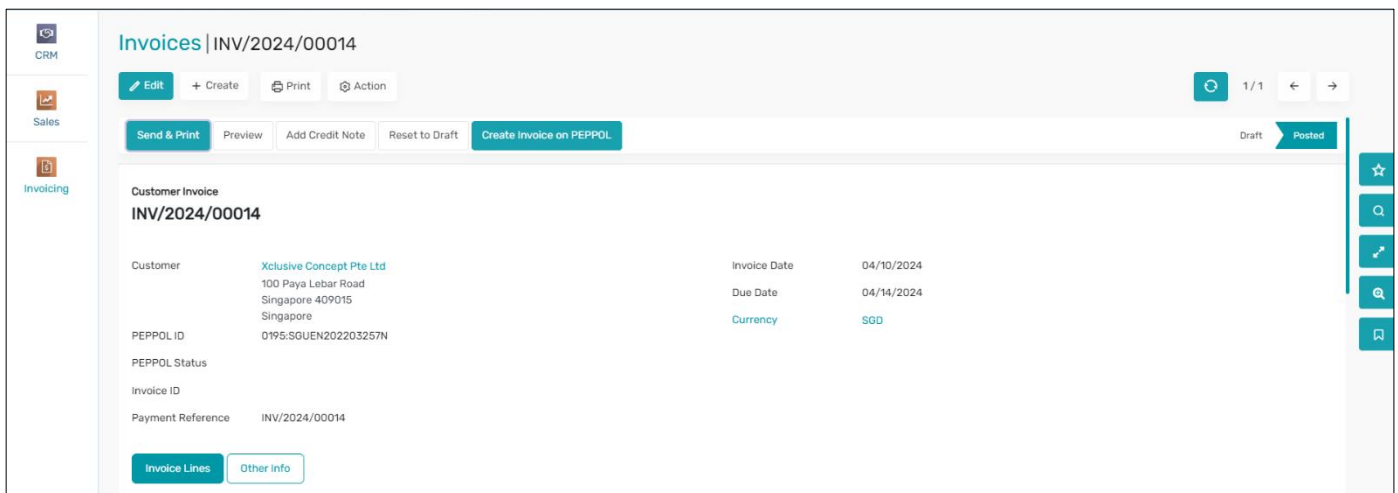 CRM
Sales
Invoicing
Invoices | INV/2024/00014
Edit + Create Print Action 1/1
Send & Print Preview Add Credit Note Reset to Draft Create Invoice on PEPPOL Draft Posted
Customer Invoice
INV/2024/00014
Customer Xclusive Concept Pte Ltd Invoice Date 04/10/2024
100 Paya Lebar Road
Singapore 409015 Due Date 04/14/2024
Singapore
Currency SGD
PEPPOL ID 0195:SGUEN202203257N
PEPPOL Status
Invoice ID
Payment Reference INV/2024/00014
Invoice Lines Other Info